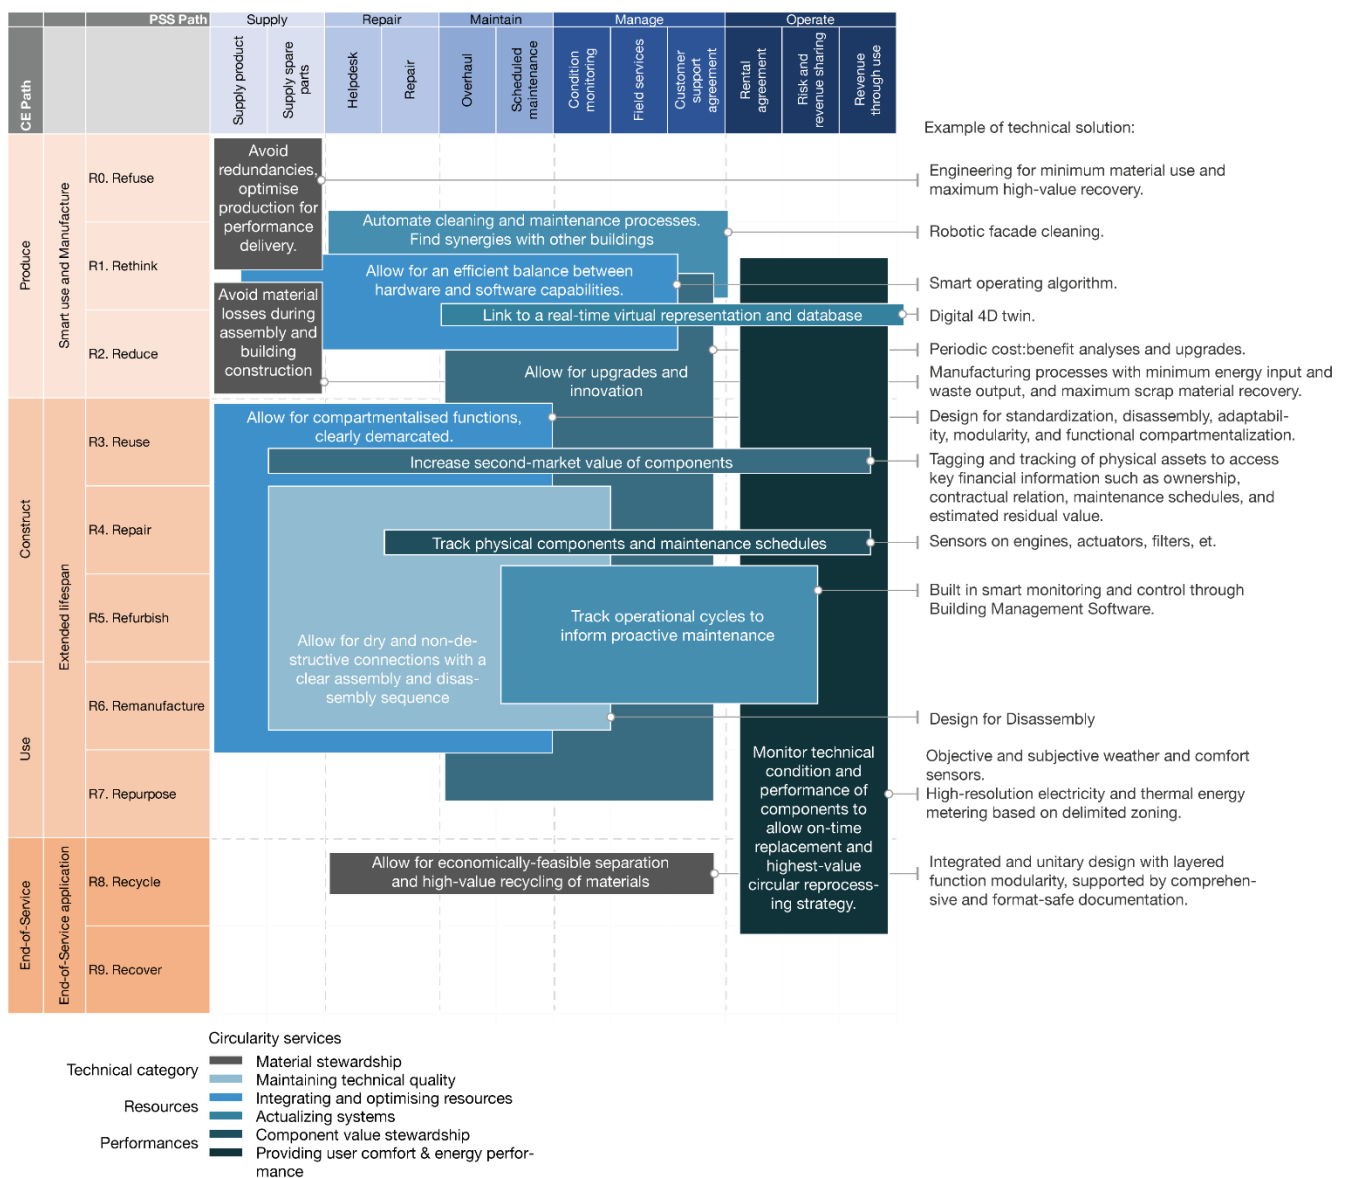 PSS Path
Supply
Repair
Maintain
Manage
Operate
CE Path
Supply product
Supply spare
parts
Helpdesk
Repair
Overhaul
Scheduled
maintenance
Condition
monitoring
Field services
Customer
support
agreement
Rental
agreement
Risk and
revenue sharing
Revenue
through use
Produce
Construct
Use
End-of-Service
Smart use and Manufacture
Extended lifespan
End-of-Service application
R0. Refuse
R1. Rethink
R2. Reduce
R3. Reuse
R4. Repair
R5. Refurbish
R6. Remanufacture
R7. Repurpose
R8. Recycle
R9. Recover
Avoid
redundancies,
optimise
production for
performance
delivery.
Automate cleaning and maintenance processes.
Find synergies with other buildings
Allow for an efficient balance between
hardware and software capabilities.
Avoid material
losses during
assembly and
building
construction
Link to a real-time virtual representation and database
Allow for upgrades and
innovation
Allow for compartmentalised functions,
clearly demarcated.
Increase second-market value of components
Track physical components and maintenance schedules
Track operational cycles to
inform proactive maintenance
Allow for dry and non-de-
structive connections with a
clear assembly and disas-
sembly sequence
Monitor technical
condition and
performance of
components to
allow on-time
replacement and
highest-value
circular reprocess-
ing strategy.
Allow for economically-feasible separation
and high-value recycling of materials
Example of technical solution:
Engineering for minimum material use and
maximum high-value recovery.
Robotic facade cleaning.
Smart operating algorithm.
Digital 4D twin.
Periodic cost:benefit analyses and upgrades.
Manufacturing processes with minimum energy input and
waste output, and maximum scrap material recovery.
Design for standardization, disassembly, adaptabil-
ity, modularity, and functional compartmentalization.
Tagging and tracking of physical assets to access
key financial information such as ownership,
contractual relation, maintenance schedules, and
estimated residual value.
Sensors on engines, actuators, filters, et.
Built in smart monitoring and control through
Building Management Software.
Design for Disassembly
Objective and subjective weather and comfort
sensors.
High-resolution electricity and thermal energy
metering based on delimited zoning.
Integrated and unitary design with layered
function modularity, supported by comprehen-
sive and format-safe documentation.
Circularity services
Technical category
Resources
Performances
Material stewardship
Maintaining technical quality
Integrating and optimising resources
Actualizing systems
Component value stewardship
Providing user comfort & energy perfor-
mance